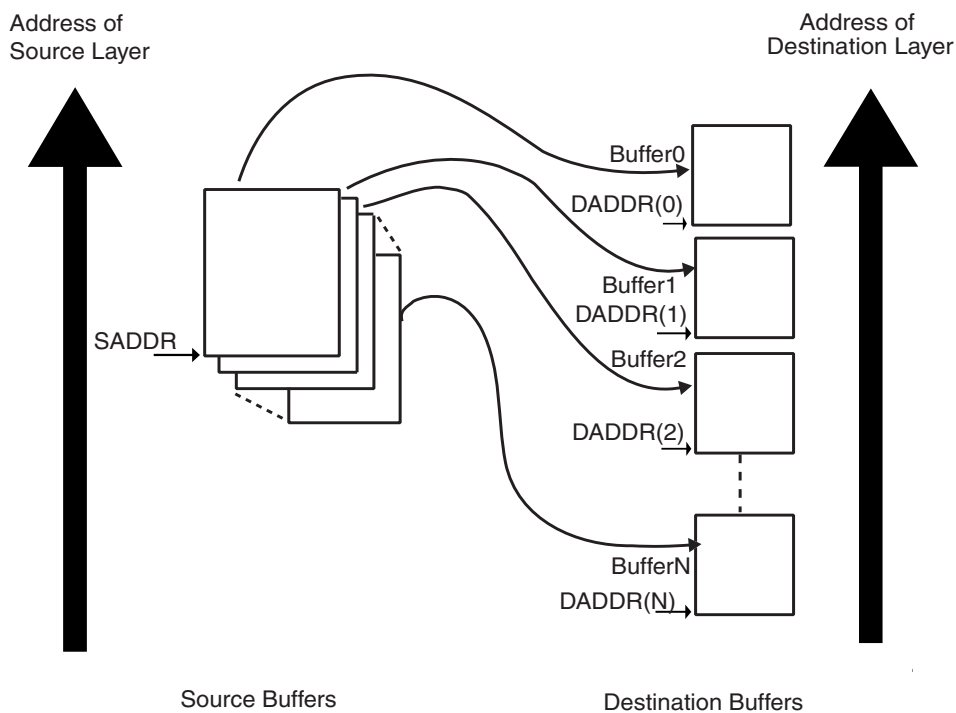 Address of
Source Layer
Address of
Destination Layer
Buffer0
DADDR(0)
Buffer1
DADDR(1)
SADDR
Buffer2
DADDR(2)
BufferN
DADDR(N)
Source Buffers
Destination Buffers